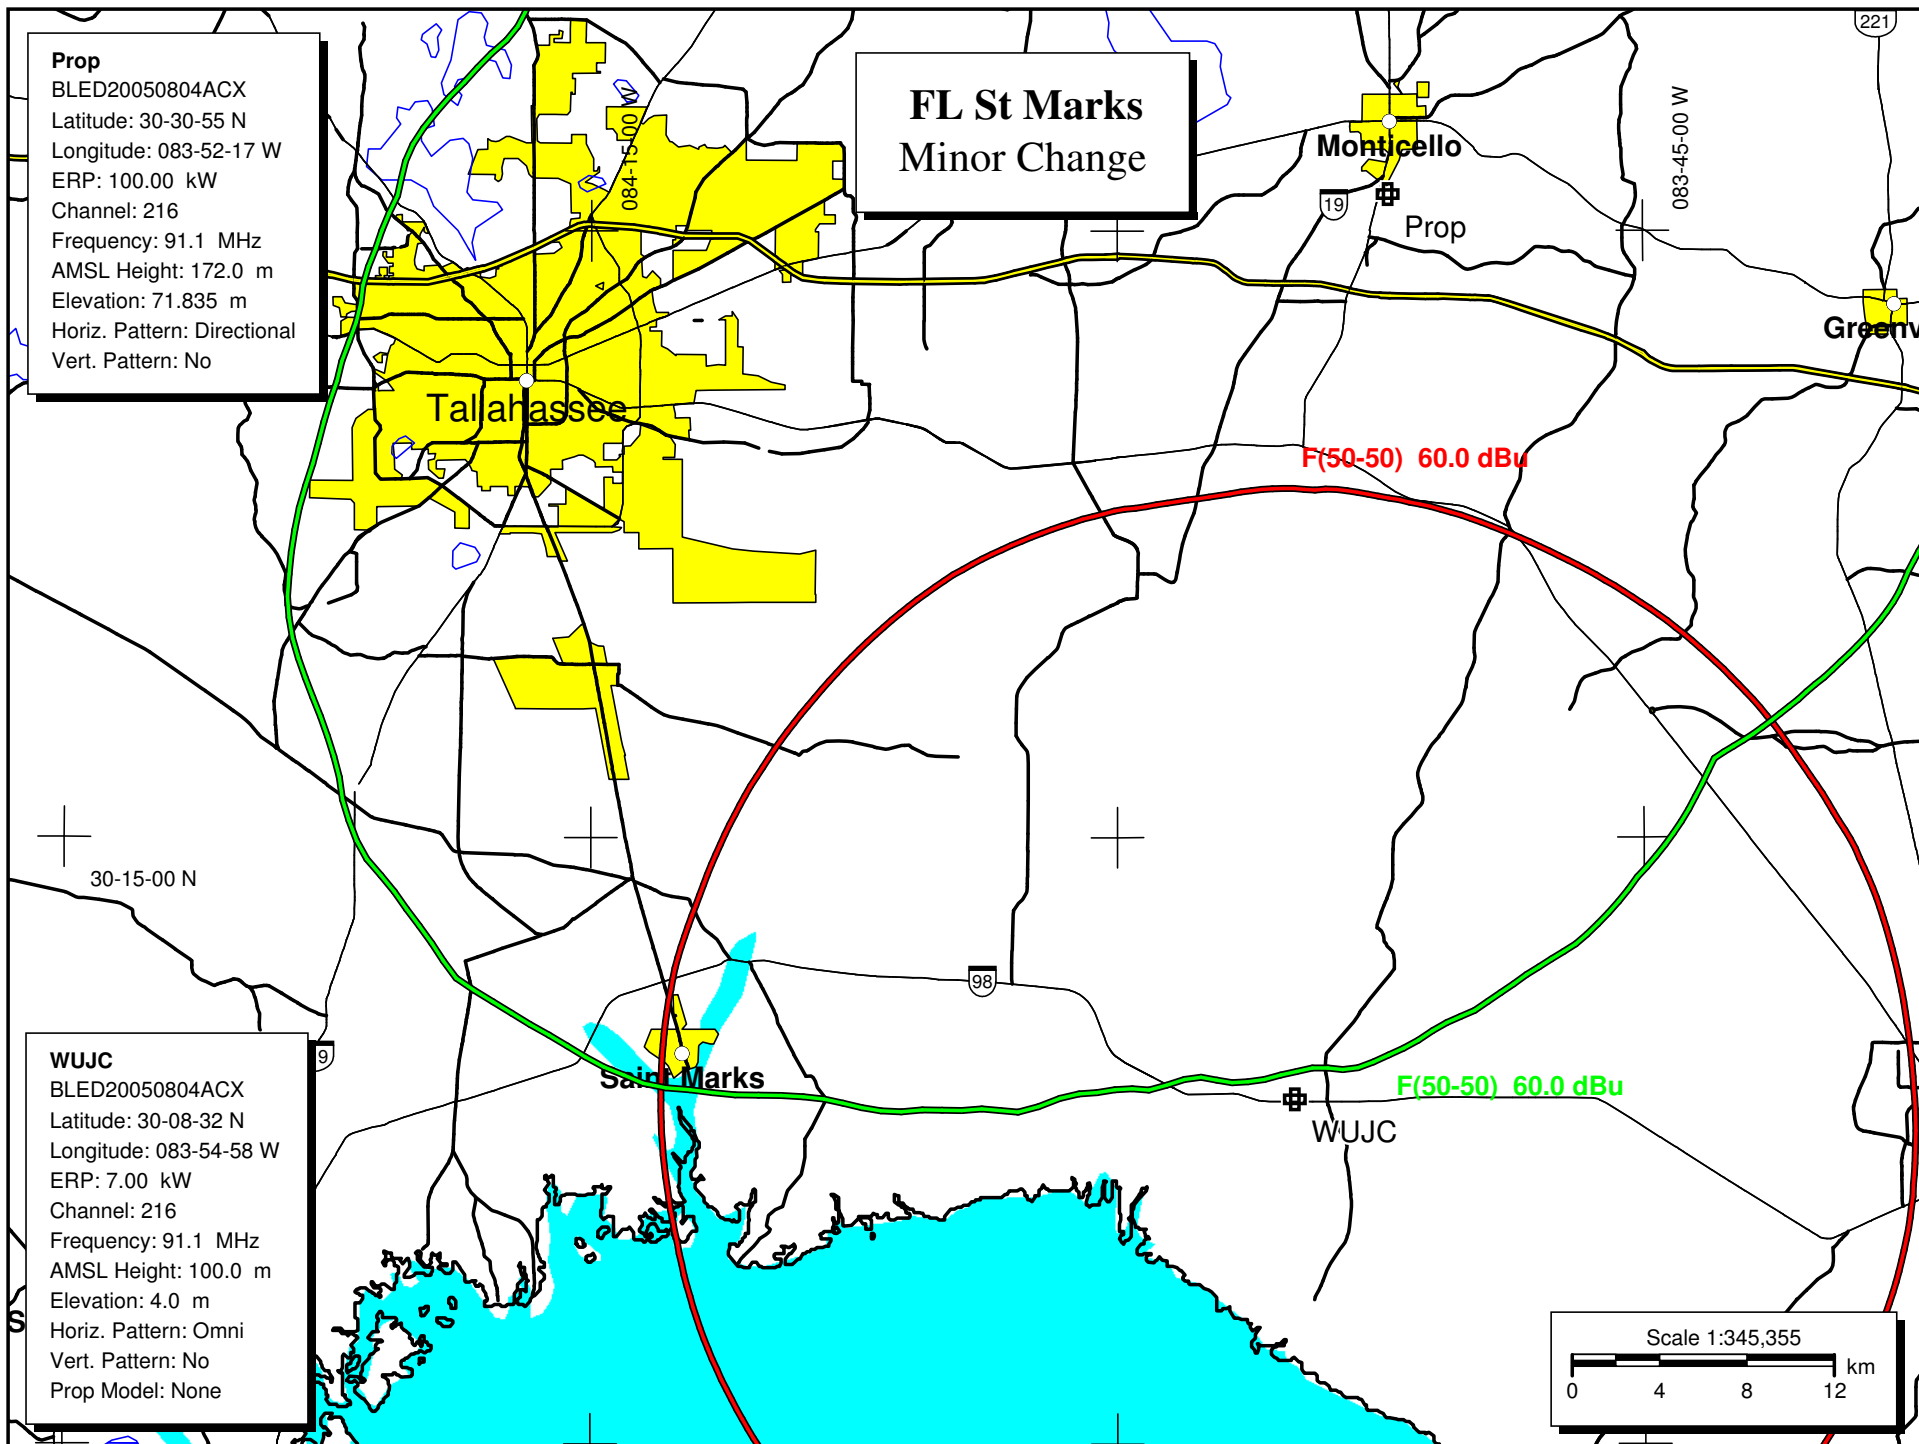 Prop
BLED20050804ACX
Latitude: 30-30-55 N
Longitude: 083-52-17 W
ERP: 100.00 kW
Channel: 216
Frequency: 91.1 MHz
AMSL Height: 172.0 m
Elevation: 71.835 m
Horiz. Pattern: Directional
Vert. Pattern: No
FL St Marks
Minor Change
084-15-00 W
083-45-00 W
221
Monticello
19
Prop
Greenv
Tallahassee
F(50-50) 60.0 dBu
30-15-00 N
98
9
Saint Marks
F(50-50) 60.0 dBu
WUJC
WUJC
BLED20050804ACX
Latitude: 30-08-32 N
Longitude: 083-54-58 W
ERP: 7.00 kW
Channel: 216
Frequency: 91.1 MHz
AMSL Height: 100.0 m
Elevation: 4.0 m
Horiz. Pattern: Omni
Vert. Pattern: No
Prop Model: None
S
Scale 1:345,355
km
0 4 8 12